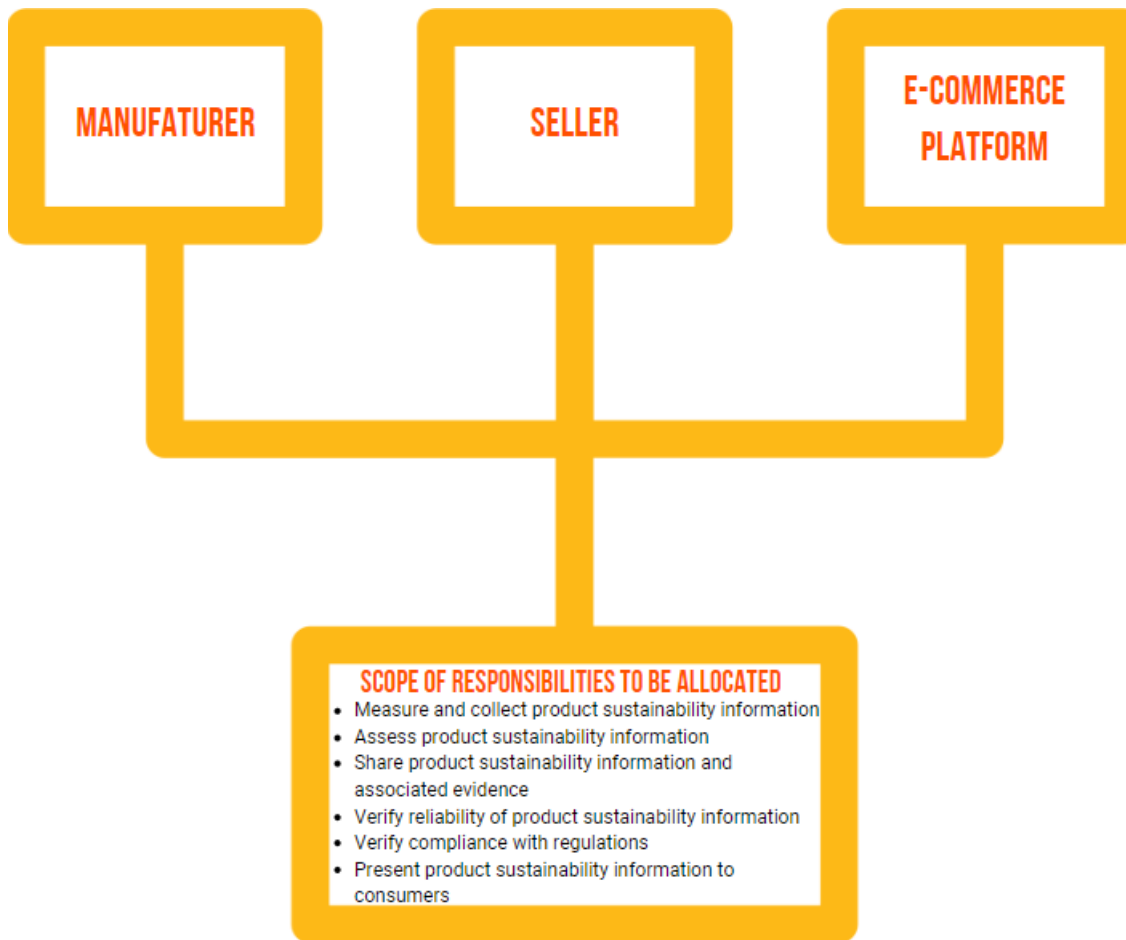 MANUFATURER
SELLER
E-COMMERCE
PLATFORM
SCOPE OF RESPONSIBILITIES TO BE ALLOCATED
• Measure and collect product sustainability information
• Assess product sustainability information
• Share product sustainability information and
associated evidence
• Verify reliability of product sustainability information
• Verify compliance with regulations
• Present product sustainability information to
consumers